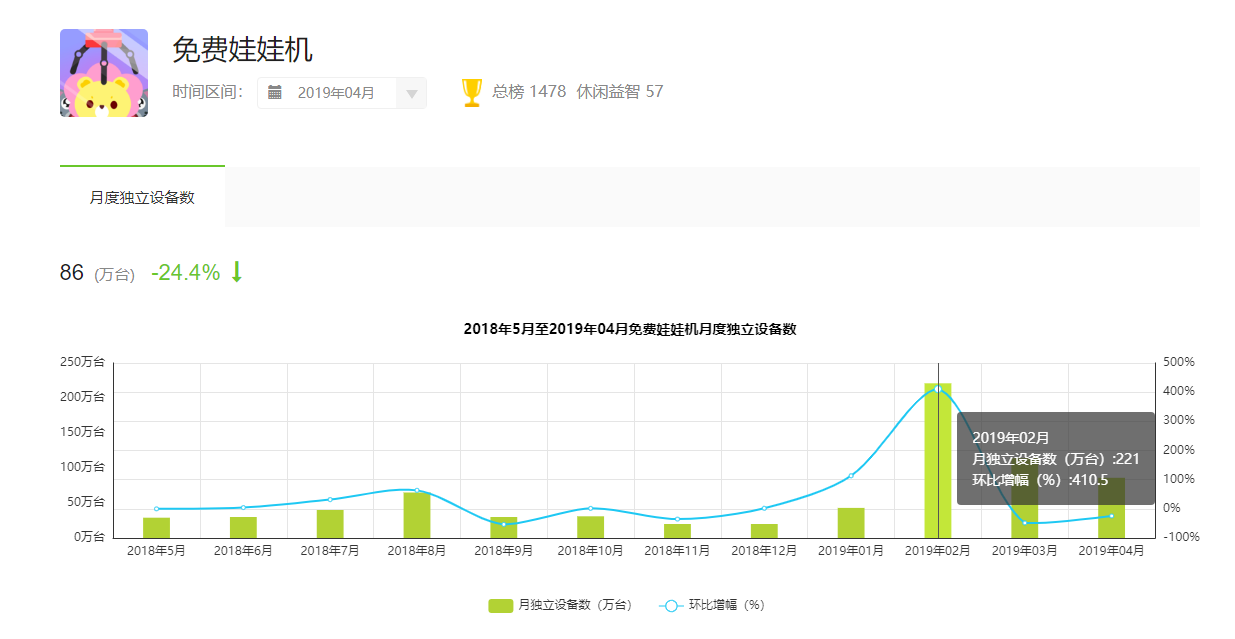 免费娃娃机
时间区间： 2019年04月 总榜 1478 休闲益智 57
月度独立设备数
86 (万台) -24.4%
2018年5月至2019年04月免费娃娃机月度独立设备数
250万台 500%
400%
200万台
300%
150万台
200%
100万台
100%
50万台
0%
0万台 -100%
2019年02月
月独立设备数（万台）:221
环比增幅（%）:410.5
2018年5月 2018年6月 2018年7月 2018年8月 2018年9月 2018年10月 2018年11月 2018年12月 2019年01月 2019年02月 2019年03月 2019年04月
月独立设备数（万台） 环比增幅（%）